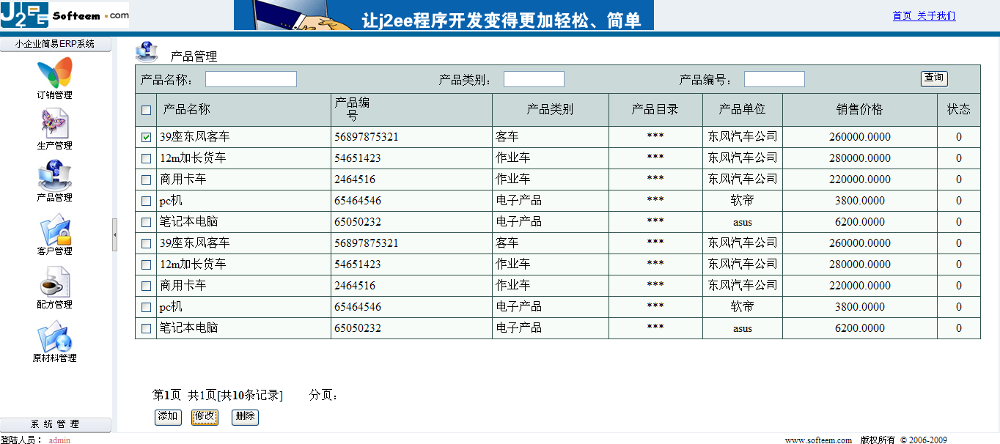 J2EE Softeem .com
让j2ee程序开发变得更加轻松、简单
首页 关于我们
小企业简易ERP系统
订销管理
生产管理
产品管理
客户管理
配方管理
原材料管理
系 统 管 理
登陆人员： admin
产品管理
产品名称： 产品类别： 产品编号： 查询
产品名称 产品编号 产品类别 产品目录 产品单位 销售价格 状态
39座东风客车 56897875321 客车 *** 东风汽车公司 260000.0000 0
12m加长货车 54651423 作业车 *** 东风汽车公司 280000.0000 0
商用卡车 2464516 作业车 *** 东风汽车公司 220000.0000 0
pc机 65464546 电子产品 *** 软帝 3800.0000 0
笔记本电脑 65050232 电子产品 *** asus 6200.0000 0
39座东风客车 56897875321 客车 *** 东风汽车公司 260000.0000 0
12m加长货车 54651423 作业车 *** 东风汽车公司 280000.0000 0
商用卡车 2464516 作业车 *** 东风汽车公司 220000.0000 0
pc机 65464546 电子产品 *** 软帝 3800.0000 0
笔记本电脑 65050232 电子产品 *** asus 6200.0000 0
第1页 共1页[共10条记录] 分页：
添加 修改 删除
www.softeem.com 版权所有 © 2006-2009